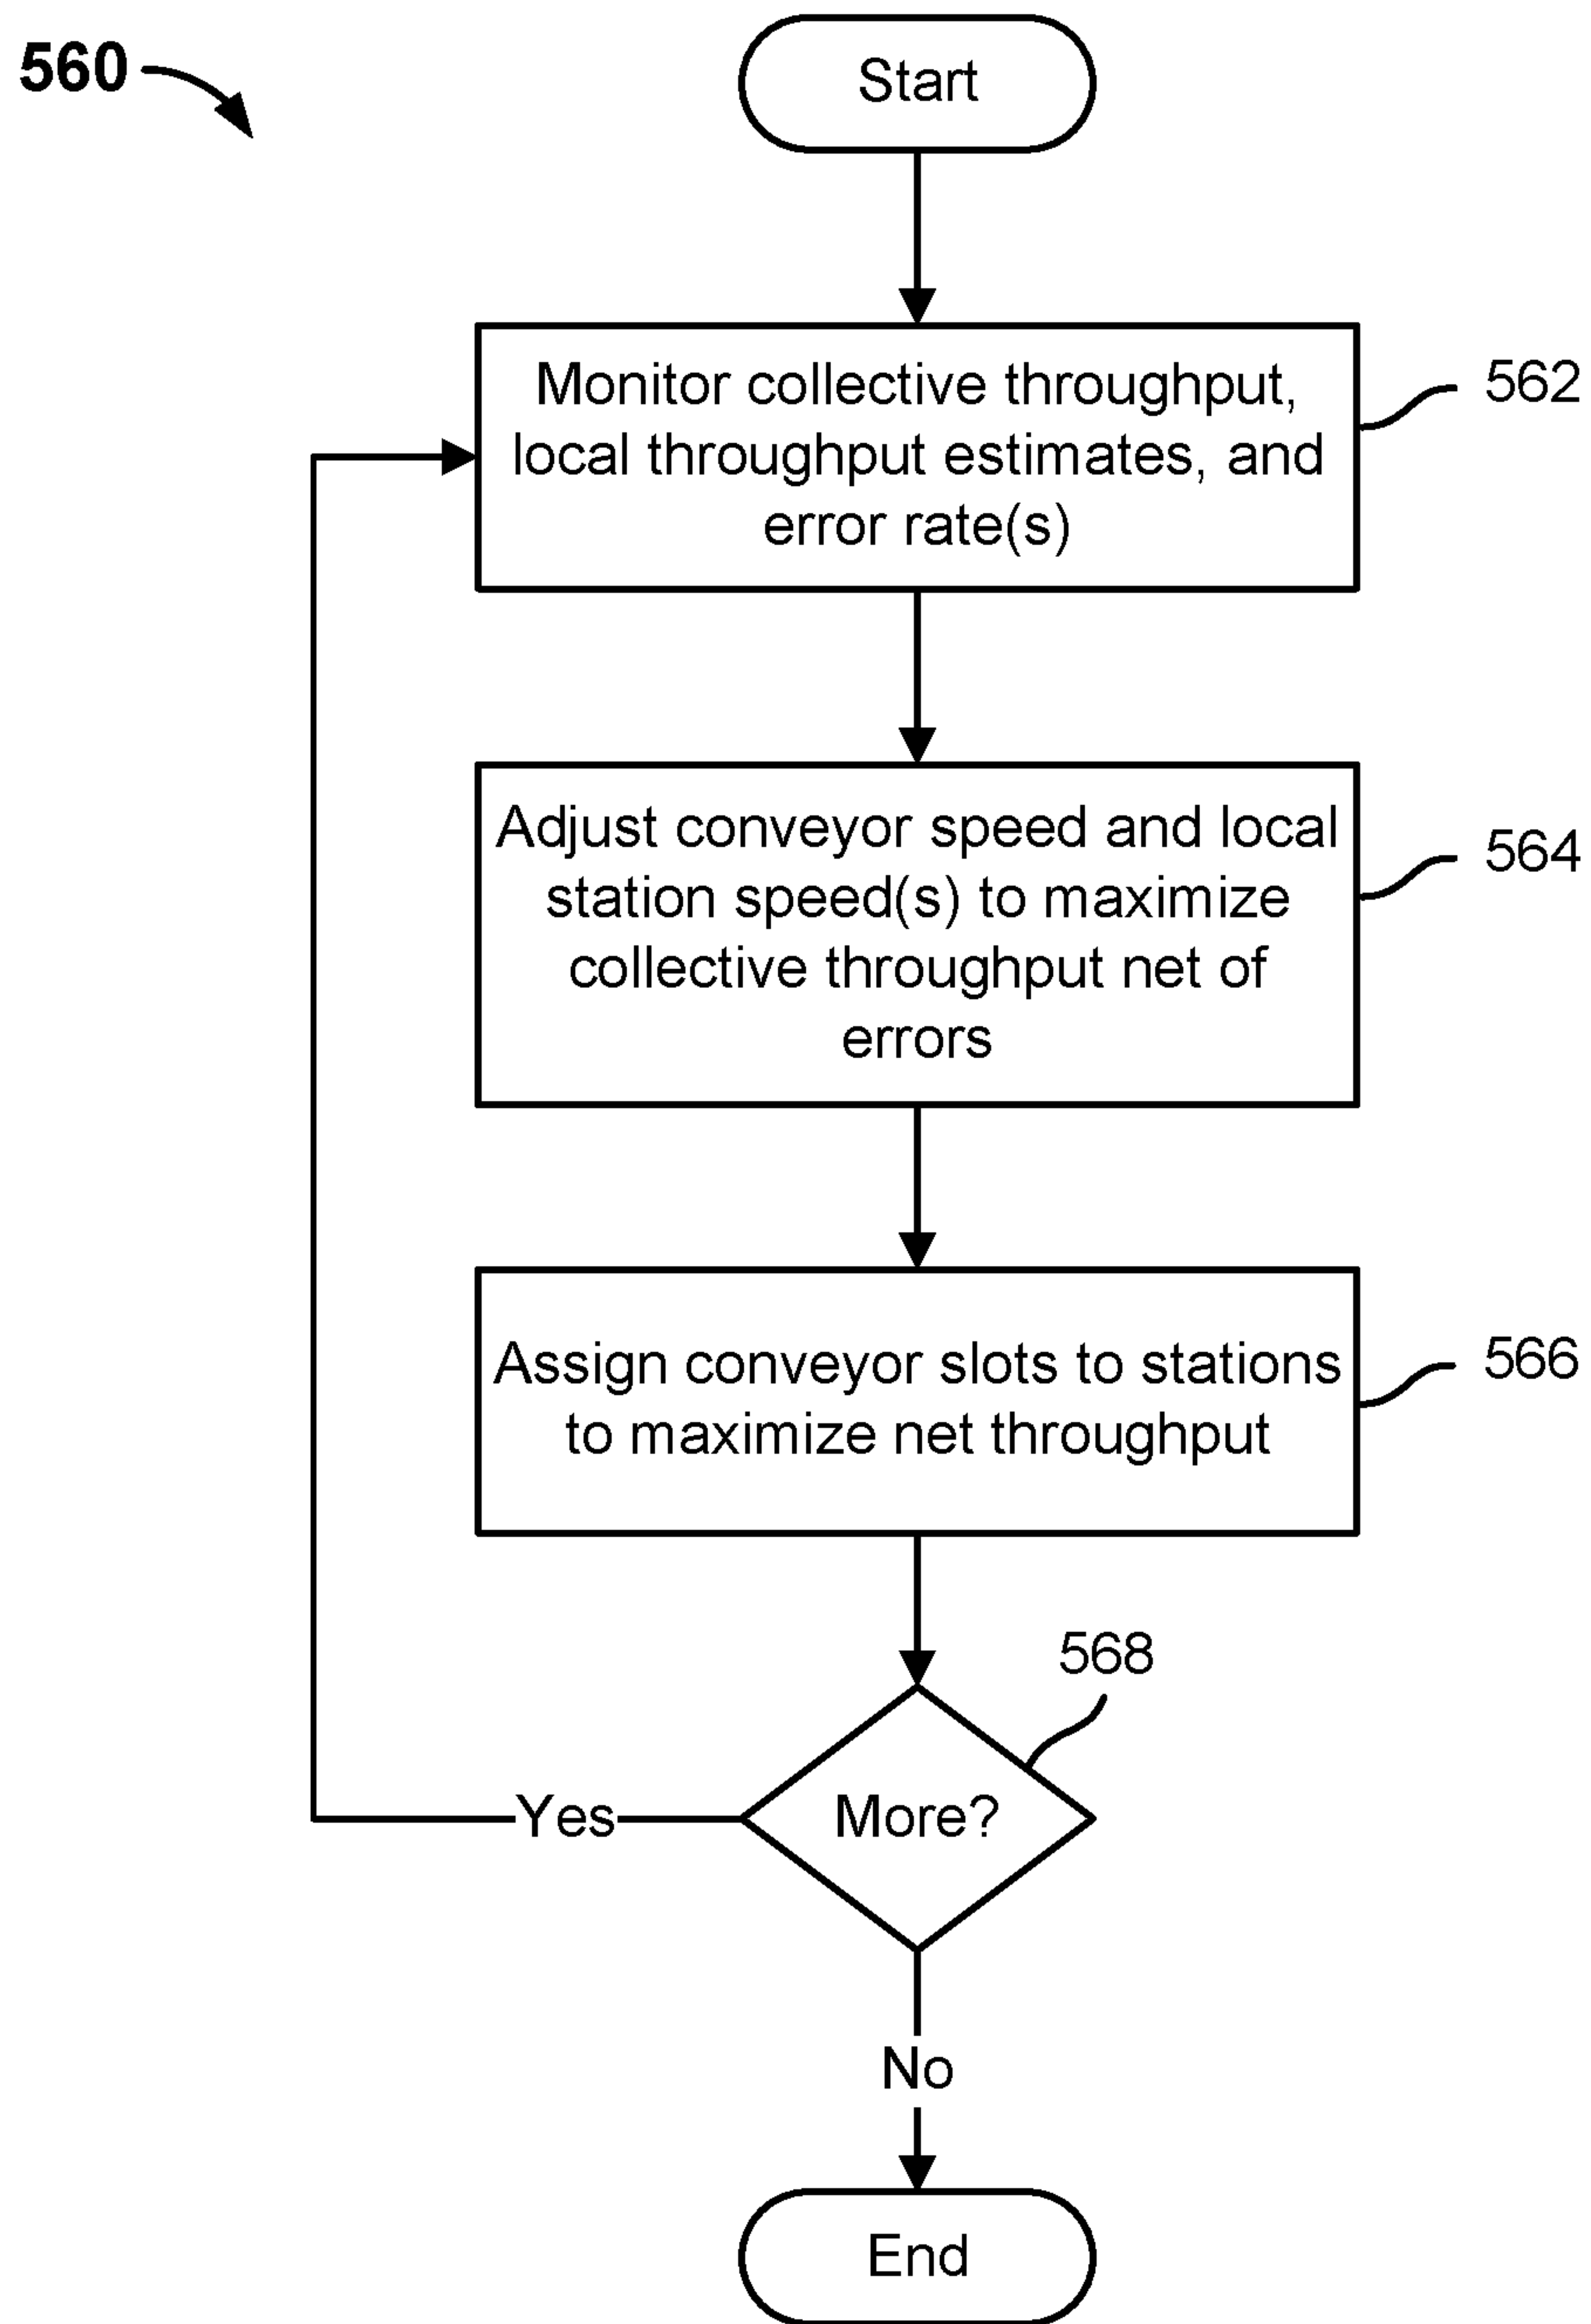 560
Start
Monitor collective throughput,
local throughput estimates, and
error rate(s)
562
Adjust conveyor speed and local
station speed(s) to maximize
collective throughput net of
errors
564
Assign conveyor slots to stations
to maximize net throughput
566
568
More?
Yes
No
End